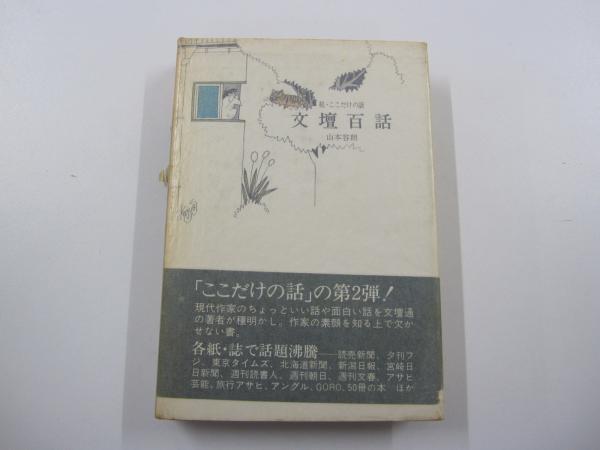 続・ここだけの話
文壇百話
山本容朗
「ここだけの話」の第2弾!
現代作家のちょっといい話や面白い話を文壇通
の著者が種明かし。作家の素顔を知る上で欠か
せない書。
各紙・誌で話題沸騰──読売新聞、夕刊フ
ジ、東京タイムズ、北海道新聞、新潟日報、宮崎日
日新聞、週刊読書人、週刊朝日、週刊文春、アサヒ
芸能、旅行アサヒ、アングル、GORO、50冊の本 ほか